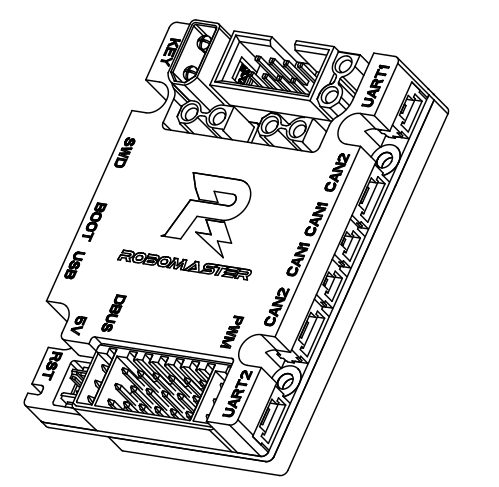 KEY
UART1
SWD
CAN2
BOOT
CAN1
USB
CAN1
ROBOMASTER
5V
DBUS
CAN2
PWM
RST
UART2